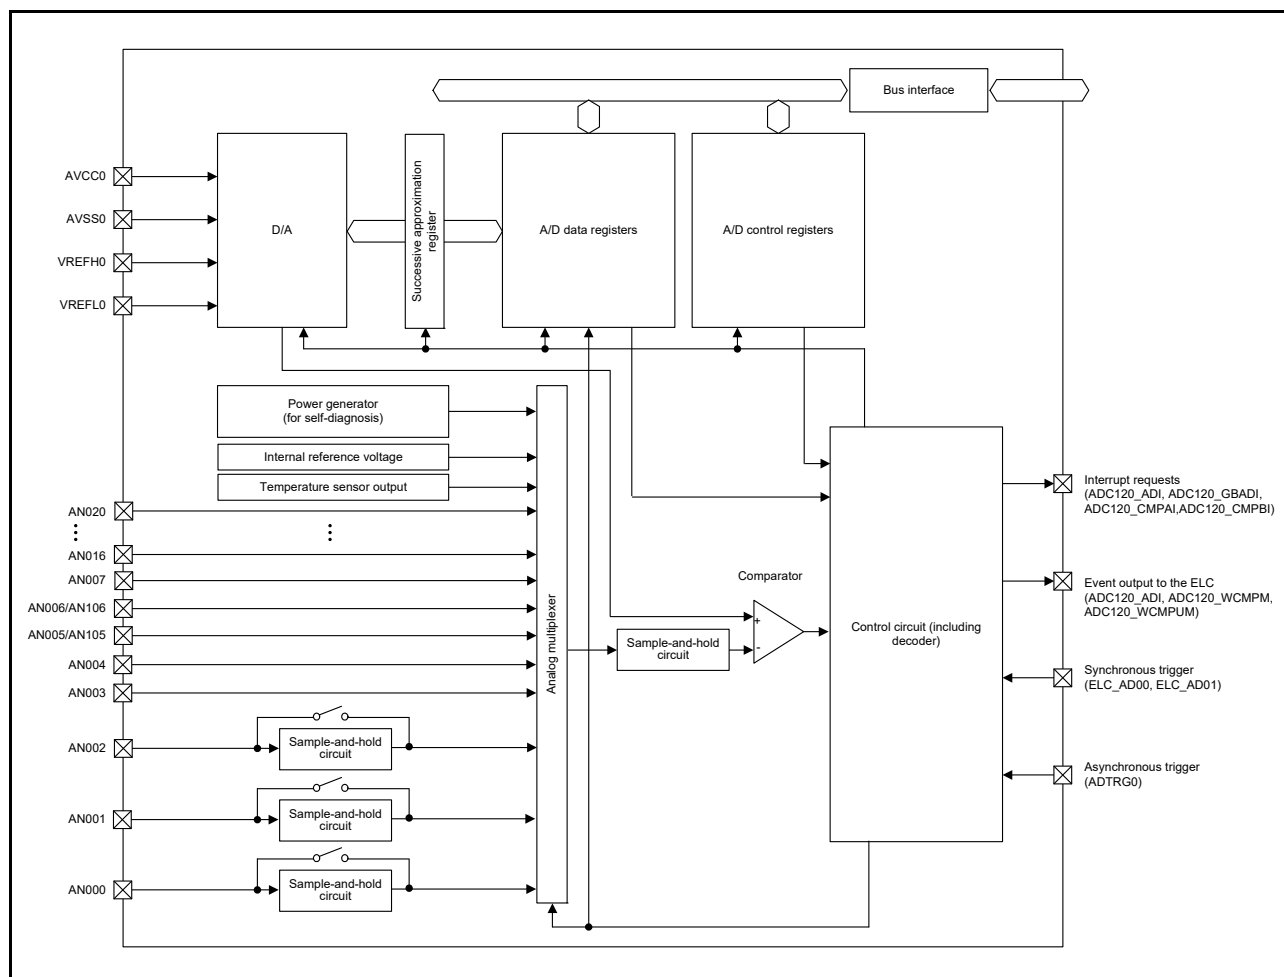 Bus interface
AVCC0
AVSS0
VREFH0
VREFL0
D/A
Successive approximation
register
A/D data registers
A/D control registers
Power generator
(for self-diagnosis)
Internal reference voltage
Temperature sensor output
AN020
AN016
AN007
AN006/AN106
AN005/AN105
AN004
AN003
AN002
AN001
AN000
Sample-and-hold
circuit
Sample-and-hold
circuit
Sample-and-hold
circuit
Analog multiplexer
Sample-and-hold
circuit
Comparator
+
-
Control circuit (including
decoder)
Interrupt requests
(ADC120_ADI, ADC120_GBADI,
ADC120_CMPAI,ADC120_CMPBI)
Event output to the ELC
(ADC120_ADI, ADC120_WCMPM,
ADC120_WCMPUM)
Synchronous trigger
(ELC_AD00, ELC_AD01)
Asynchronous trigger
(ADTRG0)